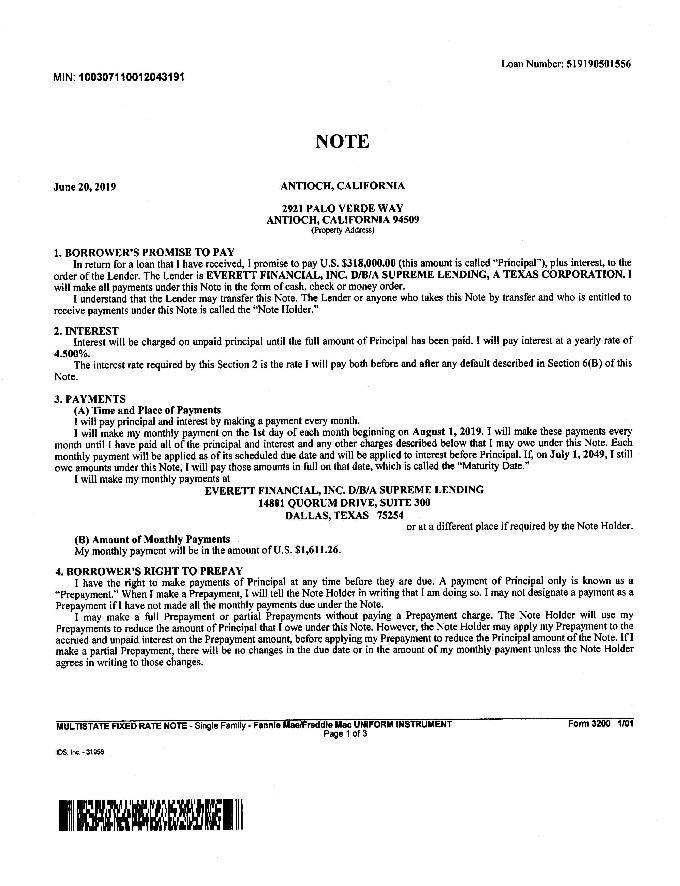 Loan Number: 519190501556
MIN: 100307110012043191
NOTE
June 20, 2019 ANTIOCH, CALIFORNIA
2921 PALO VERDE WAY
ANTIOCH, CALIFORNIA 94509
(Property Address)
1. BORROWER'S PROMISE TO PAY
In return for a loan that I have received, I promise to pay U.S. $318,000.00 (this amount is called "Principal"), plus interest, to the
order of the Lender. The Lender is EVERETT FINANCIAL, INC. D/B/A SUPREME LENDING, A TEXAS CORPORATION. I
will make all payments under this Note in the form of cash, check or money order.
I understand that the Lender may transfer this Note. The Lender or anyone who takes this Note by transfer and who is entitled to
receive payments under this Note is called the "Note Holder."
2. INTEREST
Interest will be charged on unpaid principal until the full amount of Principal has been paid. I will pay interest at a yearly rate of
4.500%.
The interest rate required by this Section 2 is the rate I will pay both before and after any default described in Section 6(B) of this
Note.
3. PAYMENTS
(A) Time and Place of Payments
I will pay principal and interest by making a payment every month.
I will make my monthly payment on the 1st day of each month beginning on August 1, 2019. I will make these payments every
month until I have paid all of the principal and interest and any other charges described below that I may owe under this Note. Each
monthly payment will be applied as of its scheduled due date and will be applied to interest before Principal. If, on July 1, 2049, I still
owe amounts under this Note, I will pay those amounts in full on that date, which is called the "Maturity Date."
I will make my monthly payments at
EVERETT FINANCIAL, INC. D/B/A SUPREME LENDING
14801 QUORUM DRIVE, SUITE 300
DALLAS, TEXAS 75254
or at a different place if required by the Note Holder.
(B) Amount of Monthly Payments
My monthly payment will be in the amount of U.S. $1,611.26.
4. BORROWER'S RIGHT TO PREPAY
I have the right to make payments of Principal at any time before they are due. A payment of Principal only is known as a
"Prepayment." When I make a Prepayment, I will tell the Note Holder in writing that I am doing so. I may not designate a payment as a
Prepayment if I have not made all the monthly payments due under the Note.
I may make a full Prepayment or partial Prepayments without paying a Prepayment charge. The Note Holder will use my
Prepayments to reduce the amount of Principal that I owe under this Note. However, the Note Holder may apply my Prepayment to the
accrued and unpaid interest on the Prepayment amount, before applying my Prepayment to reduce the Principal amount of the Note. If I
make a partial Prepayment, there will be no changes in the due date or in the amount of my monthly payment unless the Note Holder
agrees in writing to those changes.
MULTISTATE FIXED RATE NOTE - Single Family - Fannie Mae/Freddie Mac UNIFORM INSTRUMENT Form 3200 1/01
Page 1 of 3
IDS, Inc. - 31959